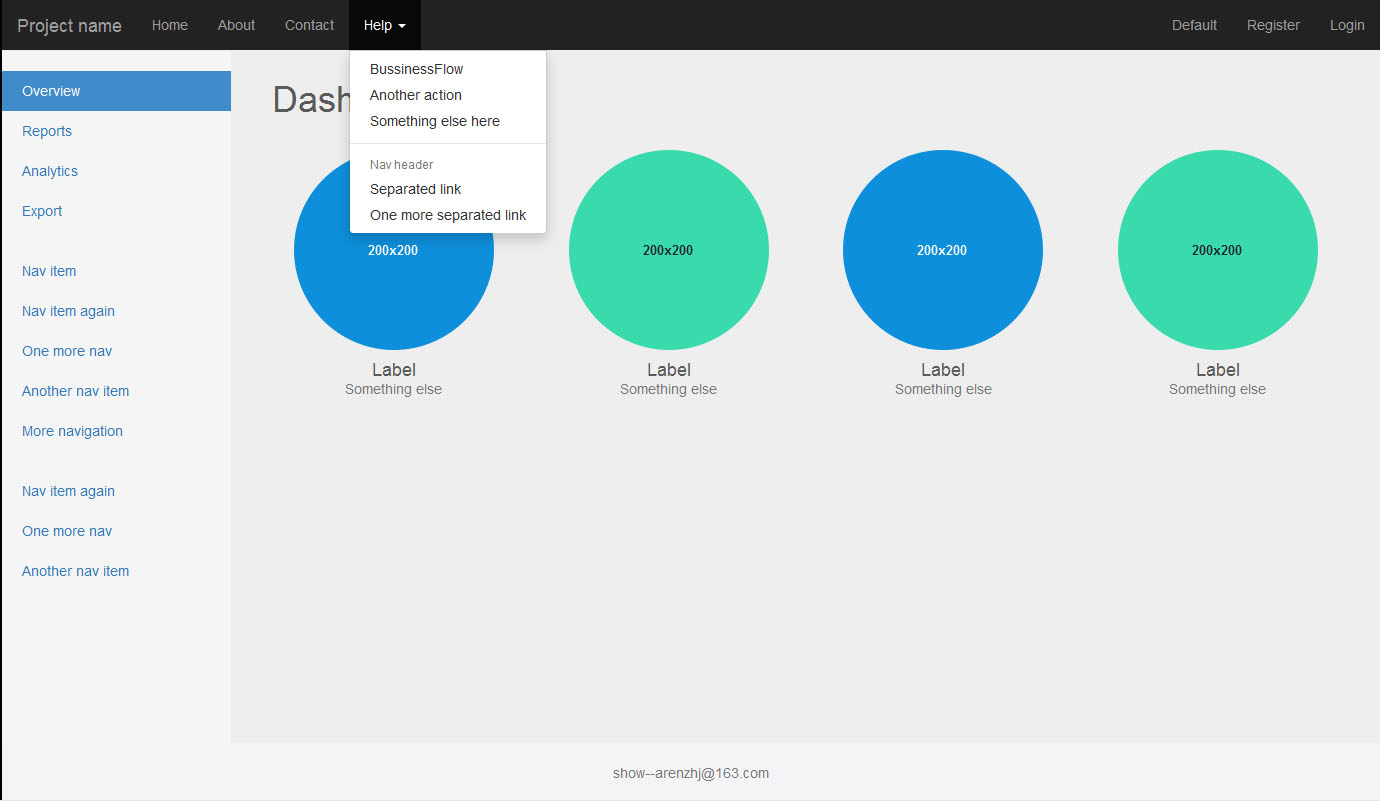 Project name Home About Contact Help Default Register Login
BussinessFlow
Another action
Something else here
Nav header
Separated link
One more separated link
Overview
Reports
Analytics
Export
Nav item
Nav item again
One more nav
Another nav item
More navigation
Nav item again
One more nav
Another nav item
Dash
200x200 200x200 200x200 200x200
Label Label Label Label
Something else Something else Something else Something else
show--arenzhj@163.com